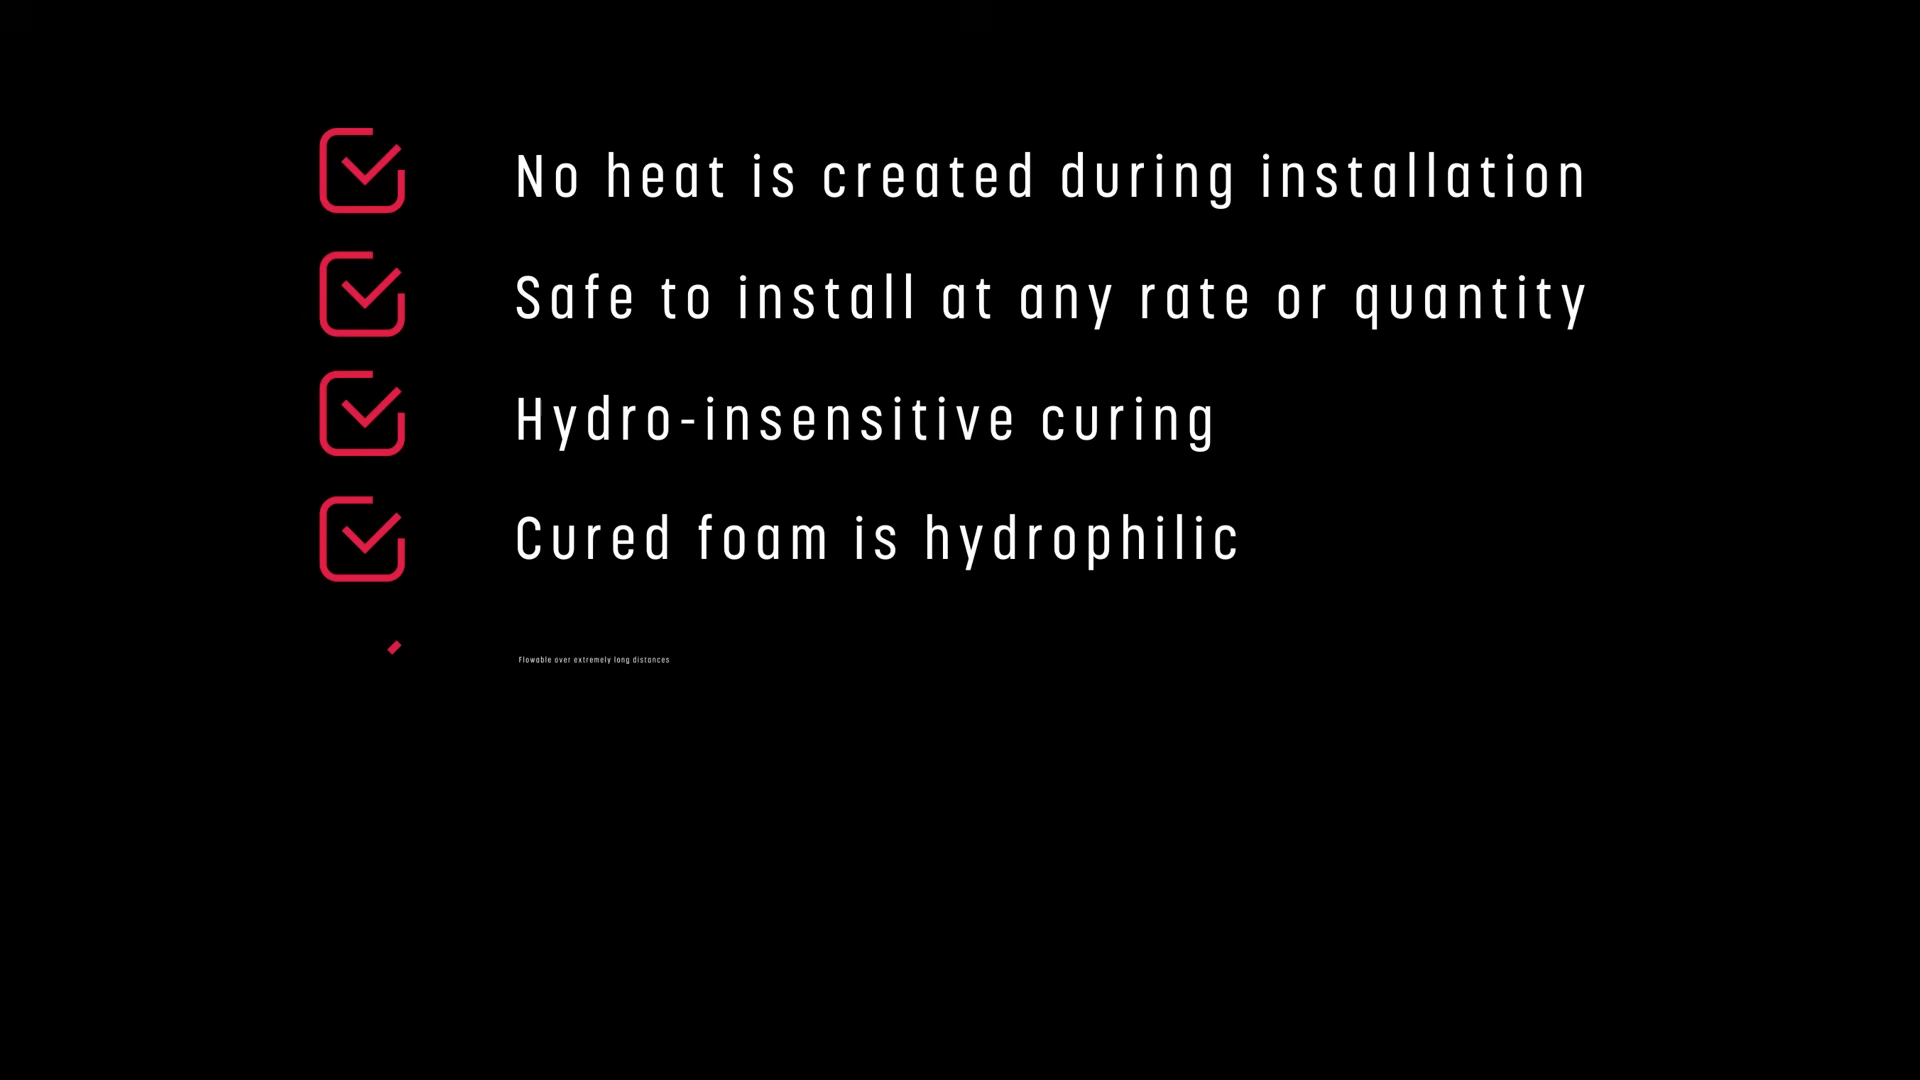 No heat is created during installation
Safe to install at any rate or quantity
Hydro-insensitive curing
Cured foam is hydrophilic
Flowable over extremely long distances